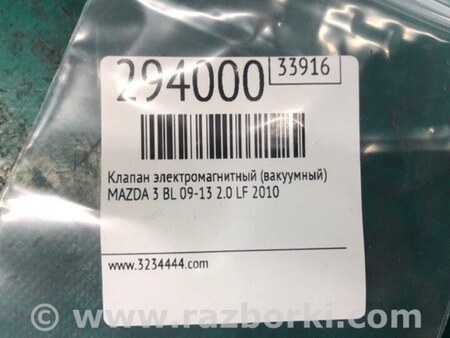 294000
33916
Клапан электромагнитный (вакуумный)
MAZDA 3 BL 09-13 2.0 LF 2010
www.3234444.com
© www.razborki.com